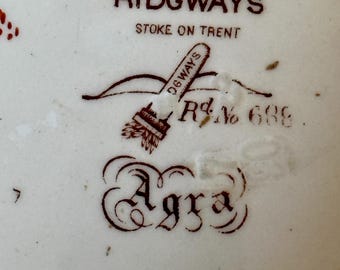 RIDGWAYS
STOKE ON TRENT
DGWAYS
Rd. No 688
Agra